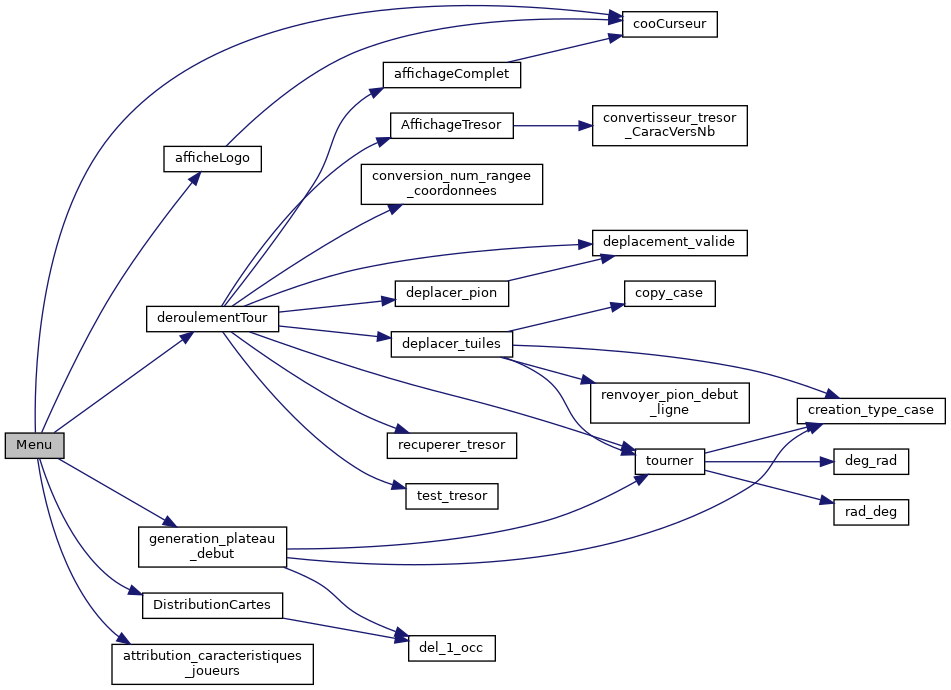 cooCurseur
affichageComplet
AffichageTresor
convertisseur_tresor
_CaracVersNb
afficheLogo
conversion_num_rangee
_coordonnees
deplacement_valide
deplacer_pion
copy_case
deroulementTour
deplacer_tuiles
renvoyer_pion_debut
_ligne
creation_type_case
Menu
recuperer_tresor
tourner
deg_rad
test_tresor
rad_deg
generation_plateau
_debut
DistributionCartes
del_1_occ
attribution_caracteristiques
_joueurs